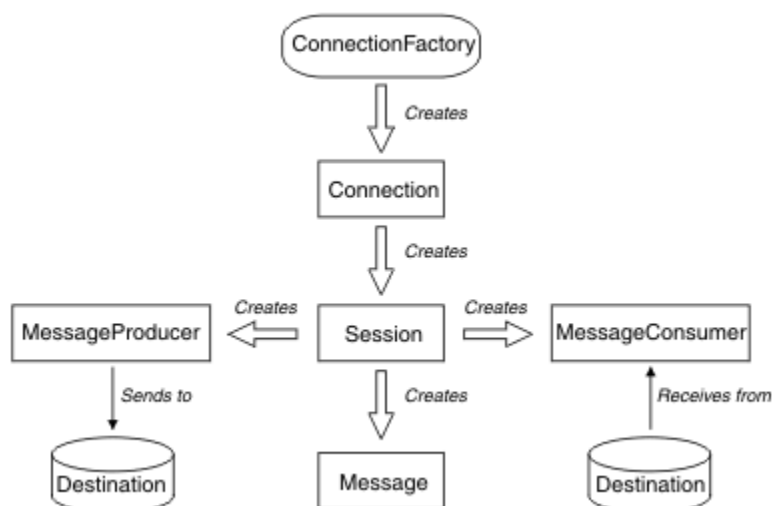 ConnectionFactory
Creates
Connection
Creates
Creates
Creates
MessageProducer
Session
MessageConsumer
Sends to
Creates
Receives from
Destination
Message
Destination